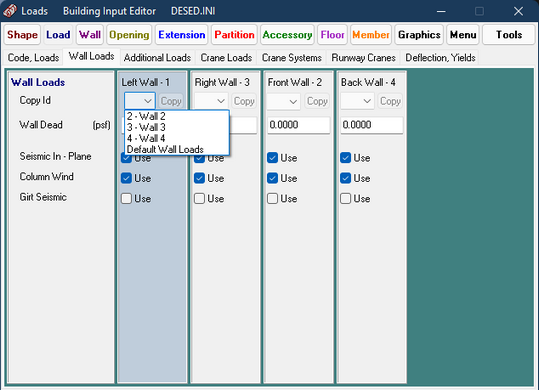 Loads Building Input Editor DESED.INI
Shape Load Wall Opening Extension Partition Accessory Floor Member Graphics Menu Tools
Code, Loads Wall Loads Additional Loads Crane Loads Crane Systems Runway Cranes Deflection, Yields
Wall Loads Left Wall - 1 Right Wall - 3 Front Wall - 2 Back Wall - 4
Copy Id Copy Copy Copy Copy
2 - Wall 2
Wall Dead (psf) 3 - Wall 3 0.0000 0.0000
4 - Wall 4
Default Wall Loads
Seismic In - Plane Use Use Use Use
Column Wind Use Use Use Use
Girt Seismic Use Use Use Use